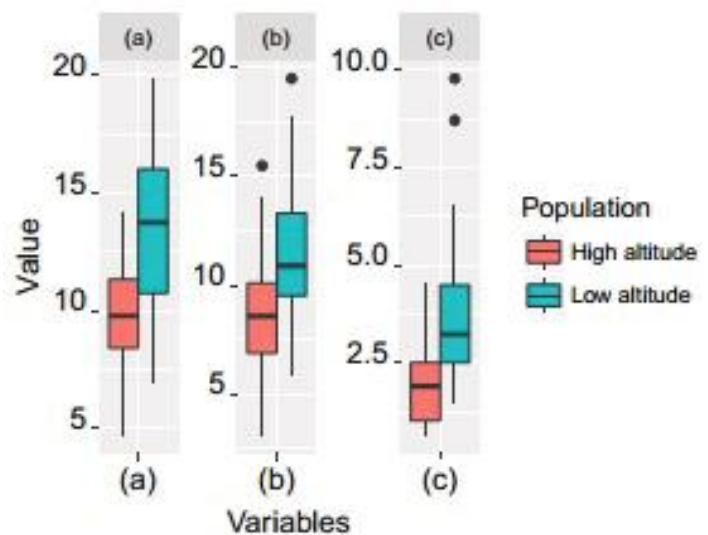 (a) (b) (c)
20 20 10.0
15 15 7.5
10 10 5.0
5 5 2.5
Value
Population
High altitude
Low altitude
(a) (b) (c)
Variables